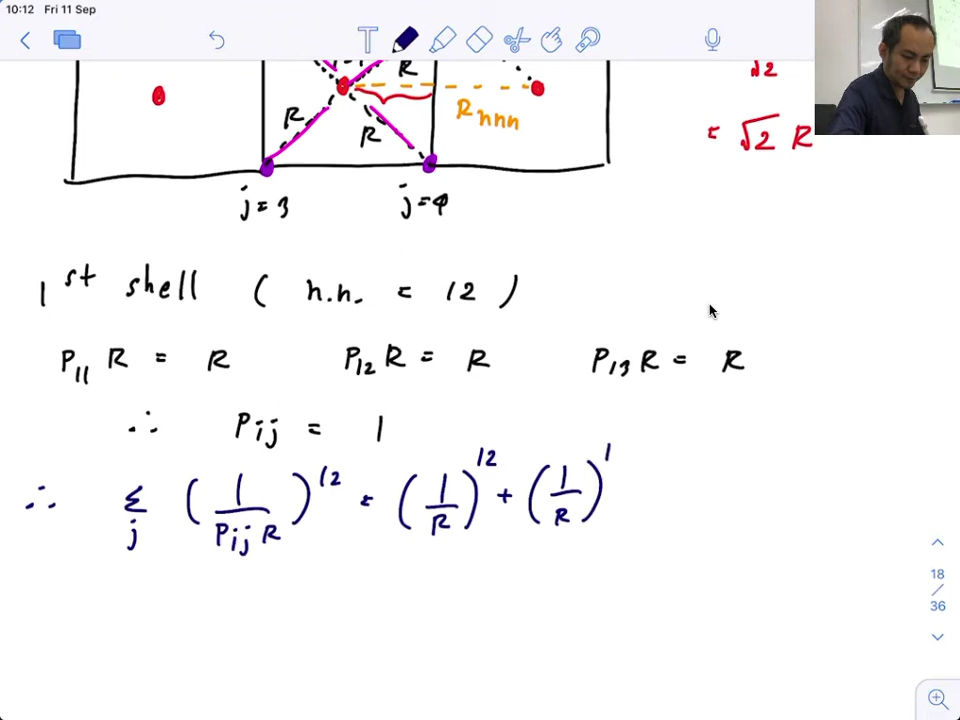 10:12 Fri 11 Sep
T
R
R
R
Rnnn
√2
= √2 R
j=3 j=4
1st shell ( n.n. = 12 )
P11 R = R P12 R = R P13 R = R
∴ Pij = 1
∴ Σj ( 1 / Pij R )^12 = ( 1 / R )^12 + ( 1 / R )^1
18
/
36